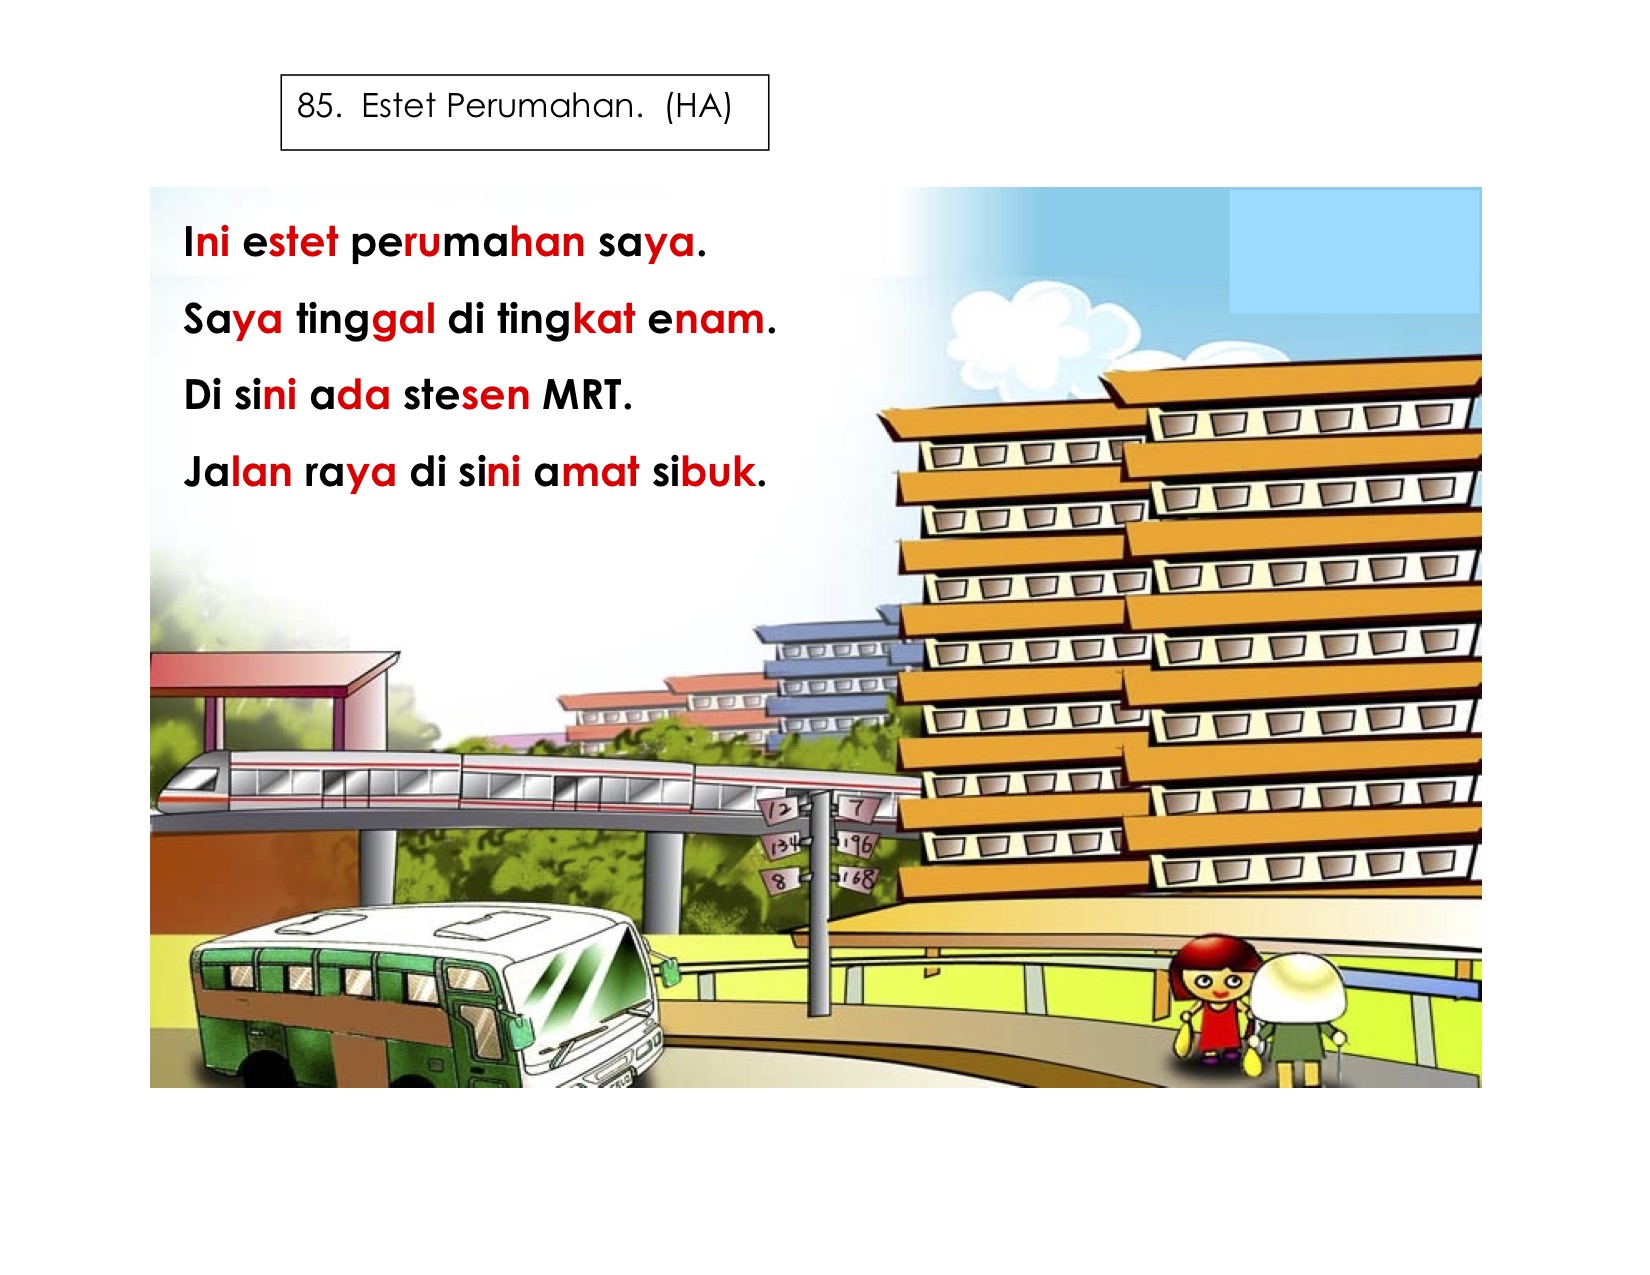 85. Estet Perumahan. (HA)
Ini estet perumahan saya.
Saya tinggal di tingkat enam.
Di sini ada stesen MRT.
Jalan raya di sini amat sibuk.
12 7
134 196
8 168